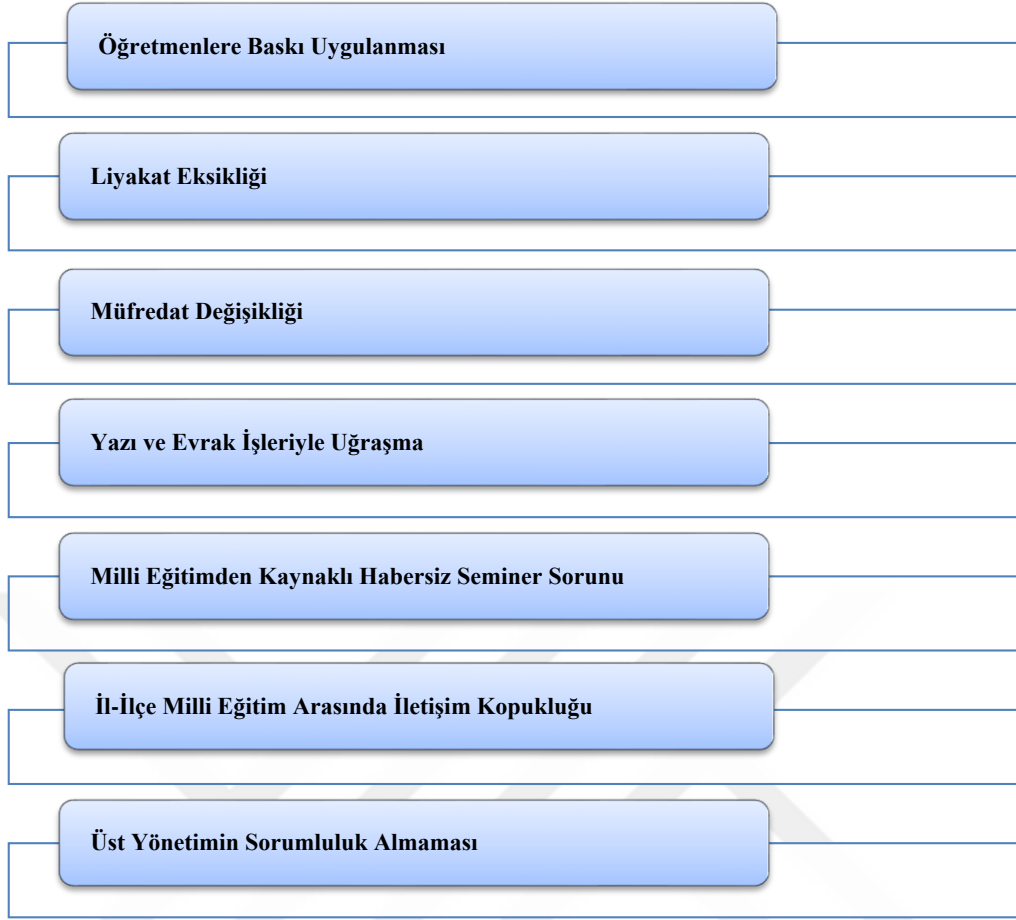 Öğretmenlere Baskı Uygulanması
Liyakat Eksikliği
Müfredat Değişikliği
Yazı ve Evrak İşleriyle Uğraşma
Milli Eğitimden Kaynaklı Habersiz Seminer Sorunu
İl-İlçe Milli Eğitim Arasında İletişim Kopukluğu
Üst Yönetimin Sorumluluk Almaması